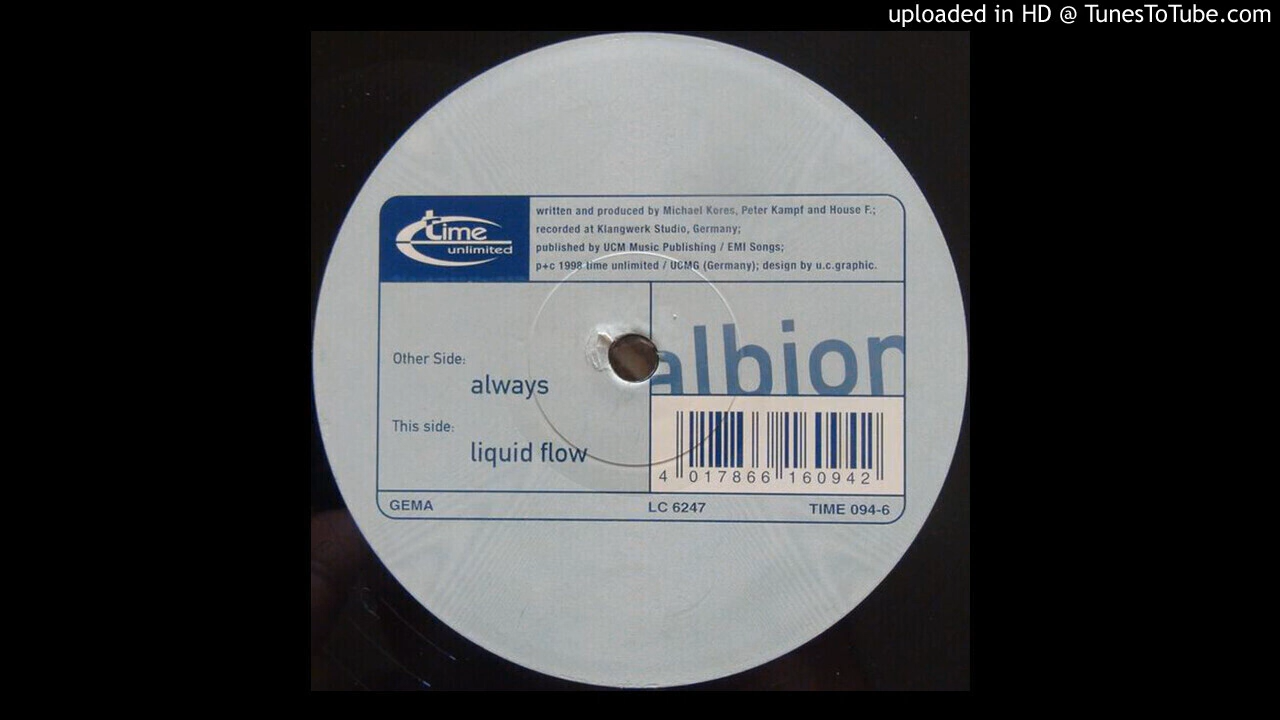 uploaded in HD @ TunesToTube.com
time
unlimited
written and produced by Michael Kores, Peter Kampf and House F.;
recorded at Klangwerk Studio, Germany;
published by UCM Music Publishing / EMI Songs;
p+c 1998 time unlimited / UCMG (Germany); design by u.c.graphic.
albion
Other Side:
always
This side:
liquid flow
4 017866 160942
GEMA LC 6247 TIME 094-6